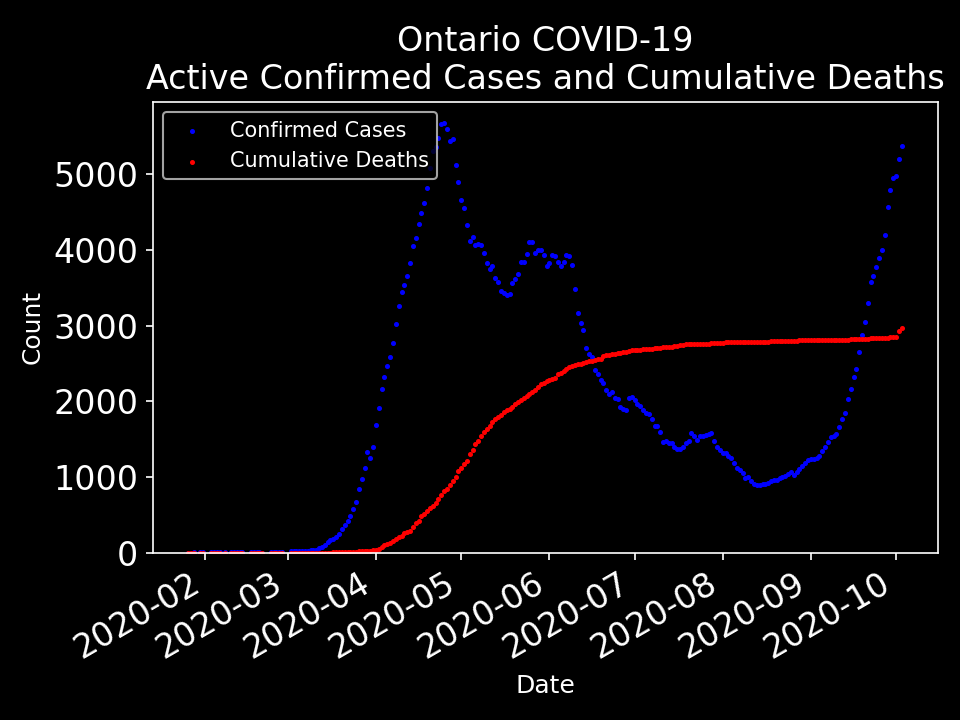 Ontario COVID-19
Active Confirmed Cases and Cumulative Deaths
Confirmed Cases
Cumulative Deaths
Count
5000
4000
3000
2000
1000
0
2020-02
2020-03
2020-04
2020-05
2020-06
2020-07
2020-08
2020-09
2020-10
Date